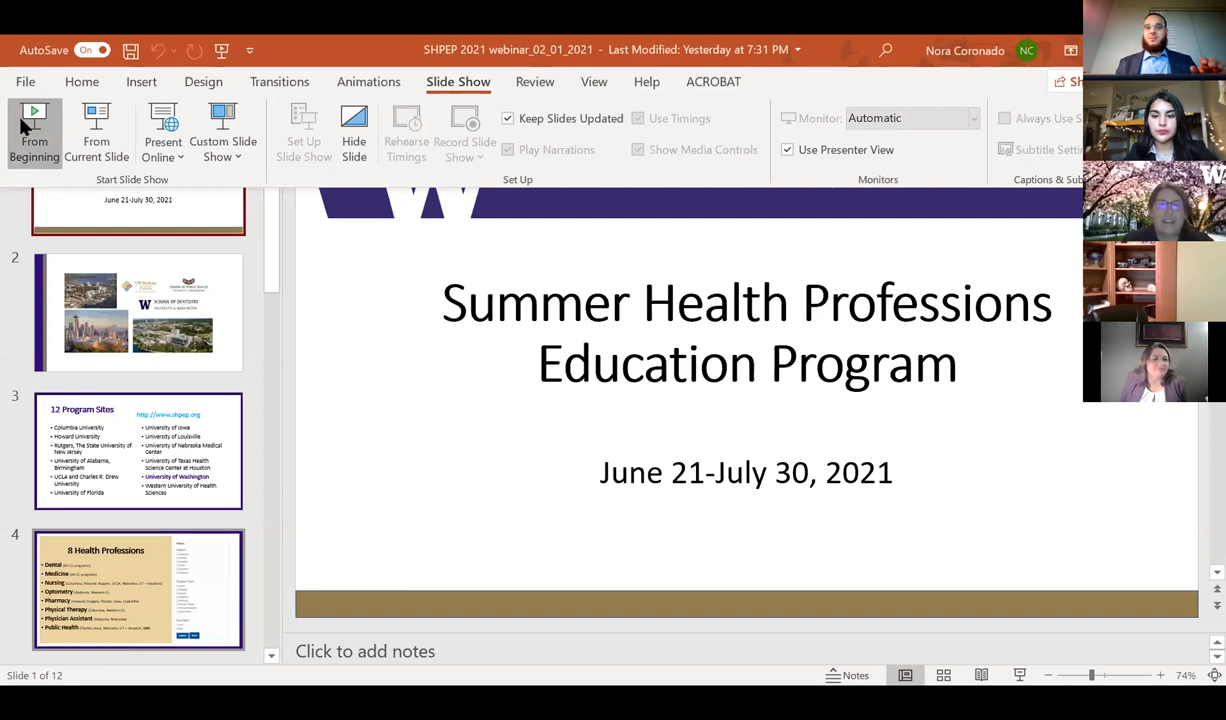 AutoSave On
SHPEP 2021 webinar_02_01_2021 - Last Modified: Yesterday at 7:31 PM
Nora Coronado NC
File Home Insert Design Transitions Animations Slide Show Review View Help ACROBAT Sh
From Beginning
From Current Slide
Present Online
Custom Slide Show
Set Up Slide Show
Hide Slide
Rehearse Timings
Record Slide Show
Keep Slides Updated
Play Narrations
Use Timings
Show Media Controls
Monitor: Automatic
Use Presenter View
Always Use S
Subtitle Setti
Start Slide Show
Set Up
Monitors
Captions & Sub
W
June 21-July 30, 2021
2
SCHOOL OF DENTISTRY
3
12 Program Sites
http://www.shpep.org
Columbia University
Howard University
Rutgers, The State University of New Jersey
University of Alabama, Birmingham
UCLA and Charles R. Drew University
University of Florida
University of Iowa
University of Louisville
University of Nebraska Medical Center
University of Texas Health Science Center at Houston
University of Washington
Western University of Health Sciences
4
8 Health Professions
Dental
Medicine
Nursing
Optometry
Pharmacy
Physical Therapy
Physician Assistant
Public Health
Summer Health Professions
Education Program
June 21-July 30, 2021
Click to add notes
Slide 1 of 12
Notes
74%